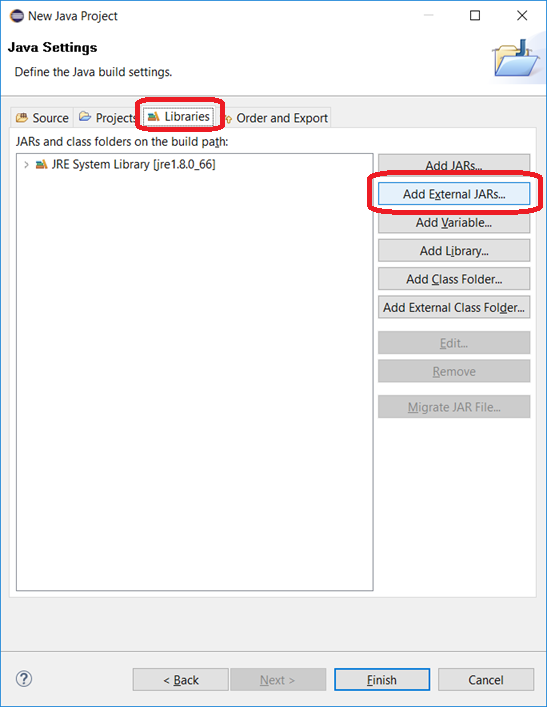 New Java Project
Java Settings
Define the Java build settings.
Source
Projects
Libraries
Order and Export
JARs and class folders on the build path:
JRE System Library [jre1.8.0_66]
Add JARs...
Add External JARs...
Add Variable...
Add Library...
Add Class Folder...
Add External Class Folder...
Edit...
Remove
Migrate JAR File...
?
< Back
Next >
Finish
Cancel